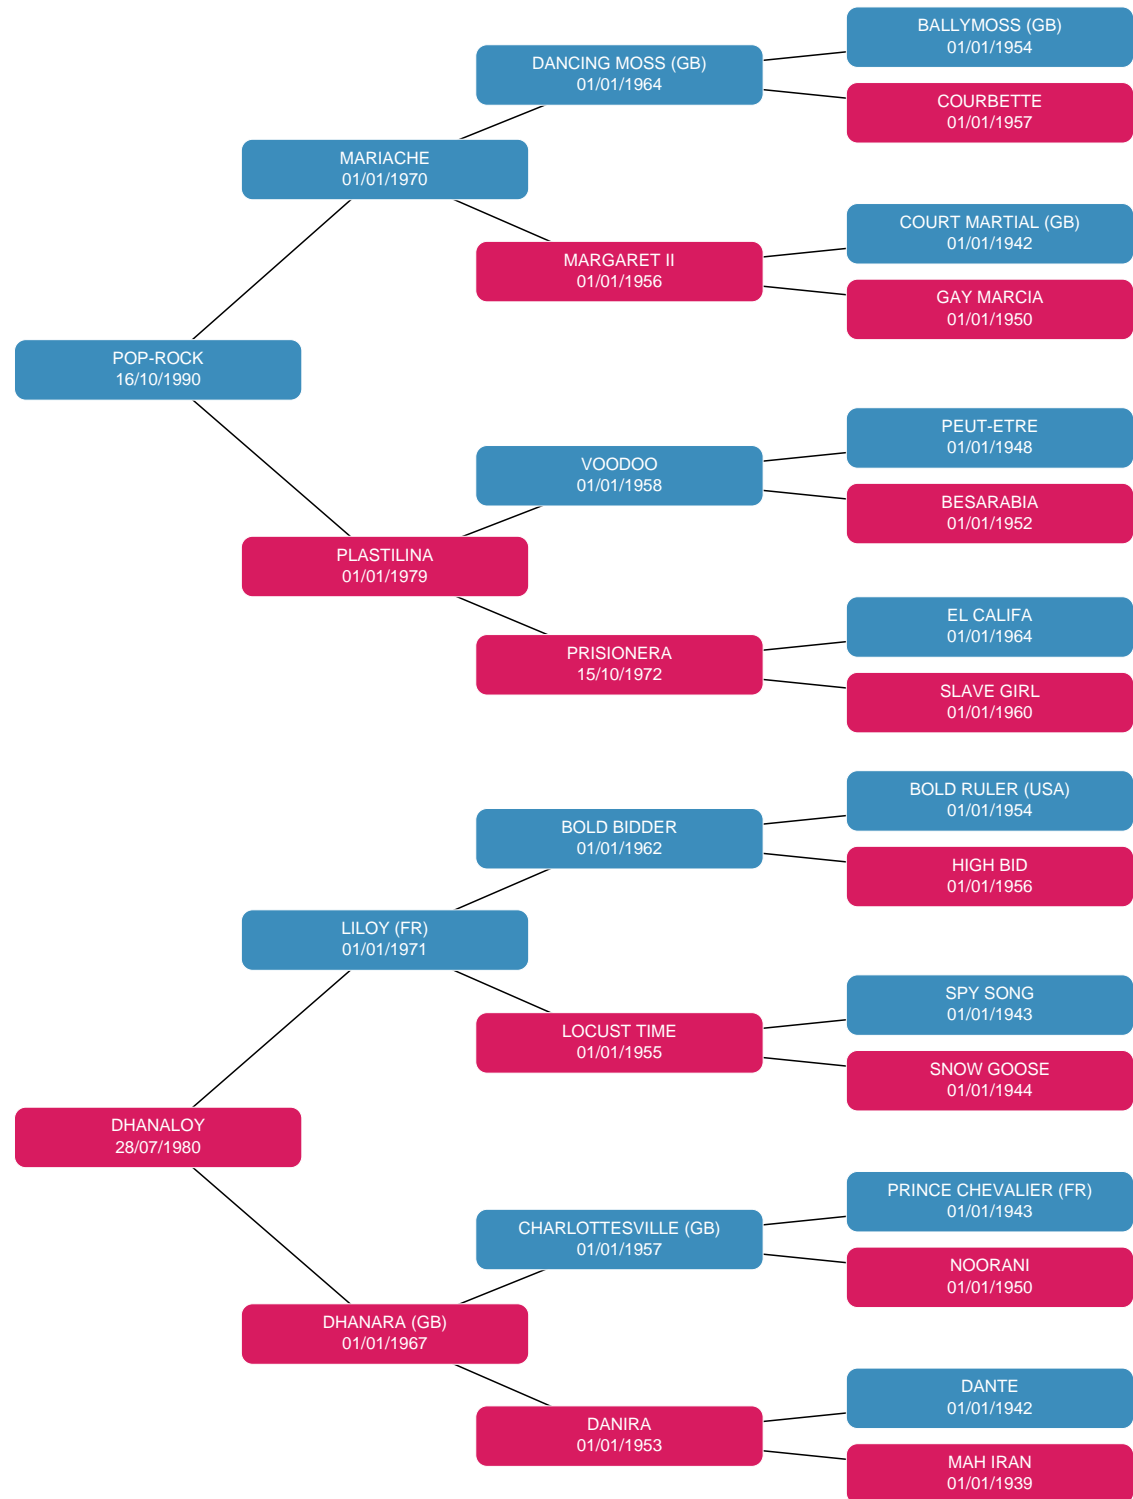 BALLYMOSS (GB)
01/01/1954
DANCING MOSS (GB)
01/01/1964
COURBETTE
01/01/1957
MARIACHE
01/01/1970
COURT MARTIAL (GB)
01/01/1942
MARGARET II
01/01/1956
GAY MARCIA
01/01/1950
POP-ROCK
16/10/1990
PEUT-ETRE
01/01/1948
VOODOO
01/01/1958
BESARABIA
01/01/1952
PLASTILINA
01/01/1979
EL CALIFA
01/01/1964
PRISIONERA
15/10/1972
SLAVE GIRL
01/01/1960
BOLD RULER (USA)
01/01/1954
BOLD BIDDER
01/01/1962
HIGH BID
01/01/1956
LILOY (FR)
01/01/1971
SPY SONG
01/01/1943
LOCUST TIME
01/01/1955
SNOW GOOSE
01/01/1944
DHANALOY
28/07/1980
PRINCE CHEVALIER (FR)
01/01/1943
CHARLOTTESVILLE (GB)
01/01/1957
NOORANI
01/01/1950
DHANARA (GB)
01/01/1967
DANTE
01/01/1942
DANIRA
01/01/1953
MAH IRAN
01/01/1939